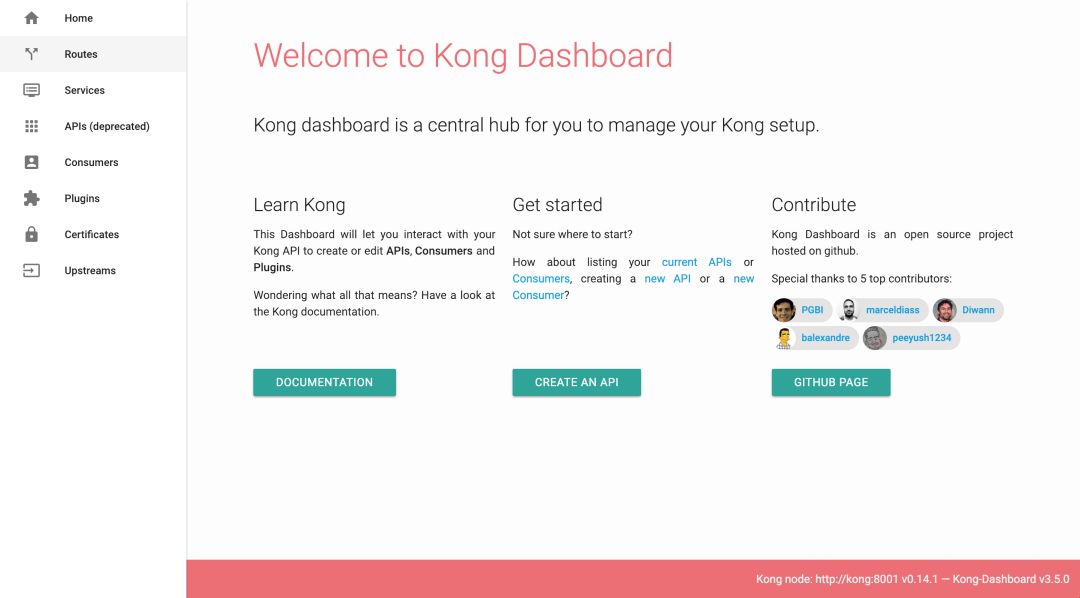 Home
Routes
Services
APIs (deprecated)
Consumers
Plugins
Certificates
Upstreams
Welcome to Kong Dashboard
Kong dashboard is a central hub for you to manage your Kong setup.
Learn Kong
This Dashboard will let you interact with your
Kong API to create or edit APIs, Consumers and
Plugins.
Wondering what all that means? Have a look at
the Kong documentation.
DOCUMENTATION
Get started
Not sure where to start?
How about listing your current APIs or
Consumers, creating a new API or a new
Consumer?
CREATE AN API
Contribute
Kong Dashboard is an open source project
hosted on github.
Special thanks to 5 top contributors:
PGBI marceldiass Diwann
balexandre peeyush1234
GITHUB PAGE
Kong node: http://kong:8001 v0.14.1 — Kong-Dashboard v3.5.0